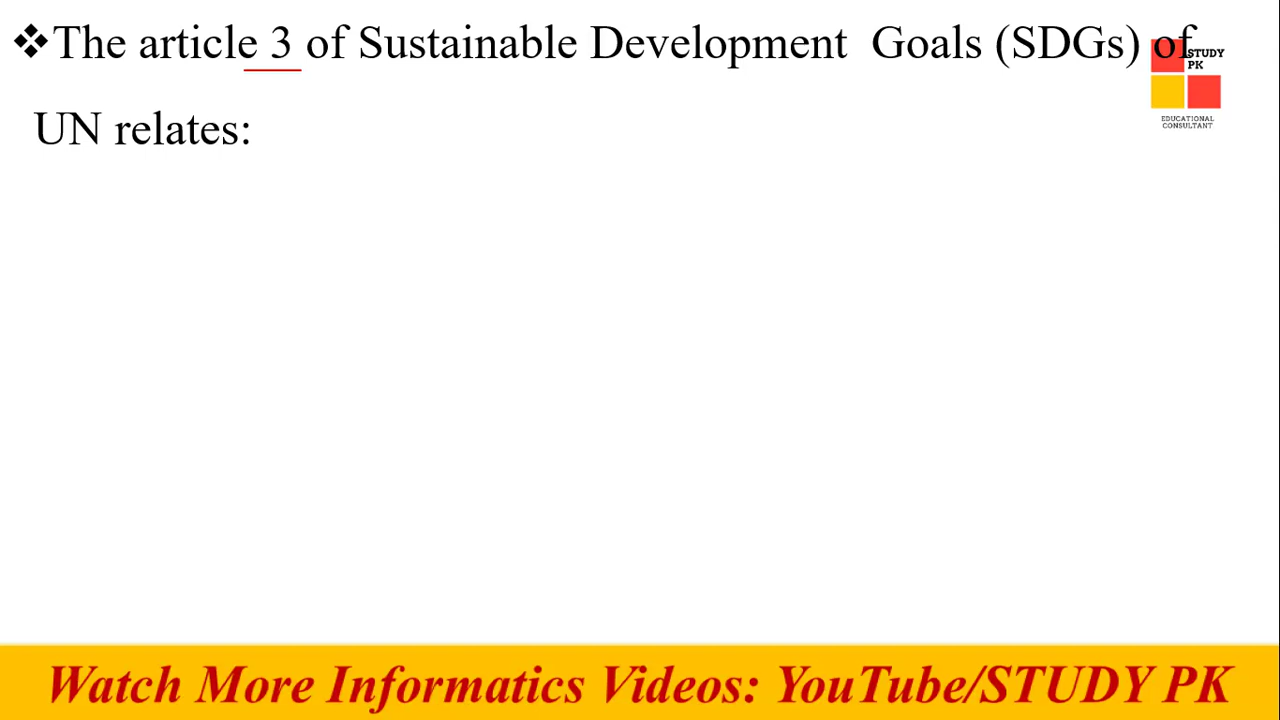 ❖The article 3 of Sustainable Development Goals (SDGs) of
UN relates:
STUDY
PK
EDUCATIONAL
CONSULTANT
Watch More Informatics Videos: YouTube/STUDY PK